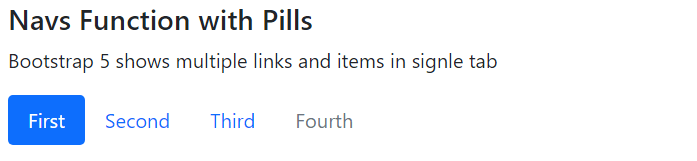 Navs Function with Pills
Bootstrap 5 shows multiple links and items in signle tab
First Second Third Fourth